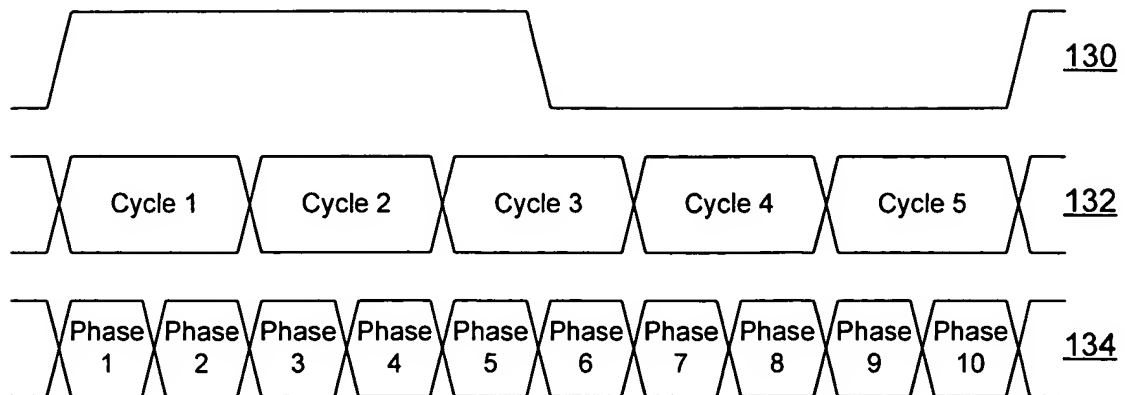 130
Cycle 1 Cycle 2 Cycle 3 Cycle 4 Cycle 5 132
Phase Phase Phase Phase Phase Phase Phase Phase Phase Phase
1 2 3 4 5 6 7 8 9 10 134